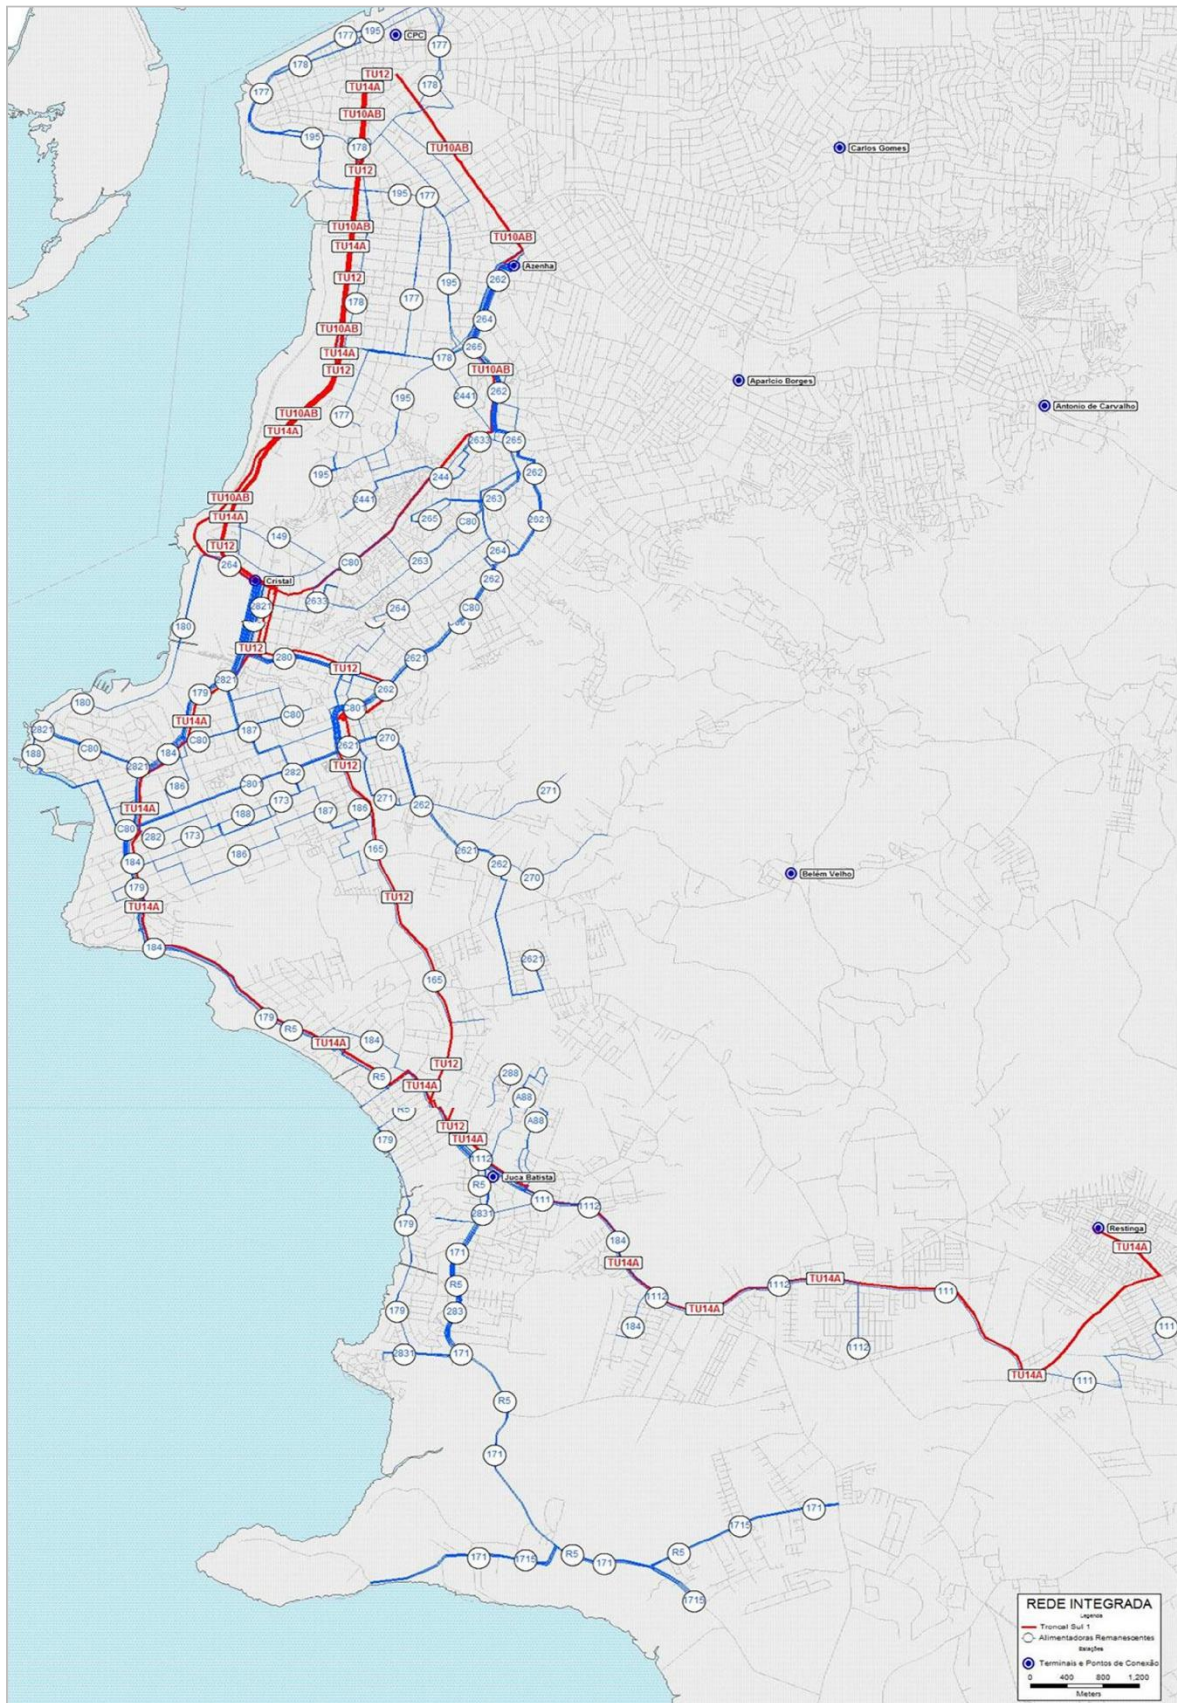 195
CPC
177
177
178
TU12
TU14A
178
177
TU10AB
195
178
TU10AB
Carlos Gomes
TU12
195
177
TU10AB
TU10AB
TU14A
Azenha
TU12
262
195
178
177
264
TU10AB
265
TU14A
178
TU12
TU10AB
Aparício Borges
262
2441
195
Antonio de Carvalho
TU10AB
177
TU14A
2633
265
195
244
262
2441
TU10AB
263
TU14A
265
C80
2621
149
TU12
264
263
C80
264
Cristal
262
2633
2821
264
C80
180
TU12
280
TU12
2621
2821
262
179
180
C801
C80
TU14A
2821
187
C80
270
2621
C80
188
184
TU12
2821
282
186
C801
271
271
173
TU14A
262
188
187
186
C80
282
173
165
2621
186
184
262
Belém Velho
270
179
TU12
TU14A
184
2621
165
179
R5
184
TU14A
TU12
288
R5
TU14A
A88
R5
A88
TU12
179
TU14A
1112
Juca Batista
R5
111
1112
2831
179
Restinga
184
TU14A
171
TU14A
R5
1112
TU14A
111
1112
TU14A
179
283
184
111
1112
2831
171
TU14A
111
R5
171
171
1715
171
1715
R5
171
R5
1715
REDE INTEGRADA
Legenda
Troncal Sul 1
Alimentadoras Remanescentes
Estações
Terminais e Pontos de Conexão
0 400 800 1,200
Meters